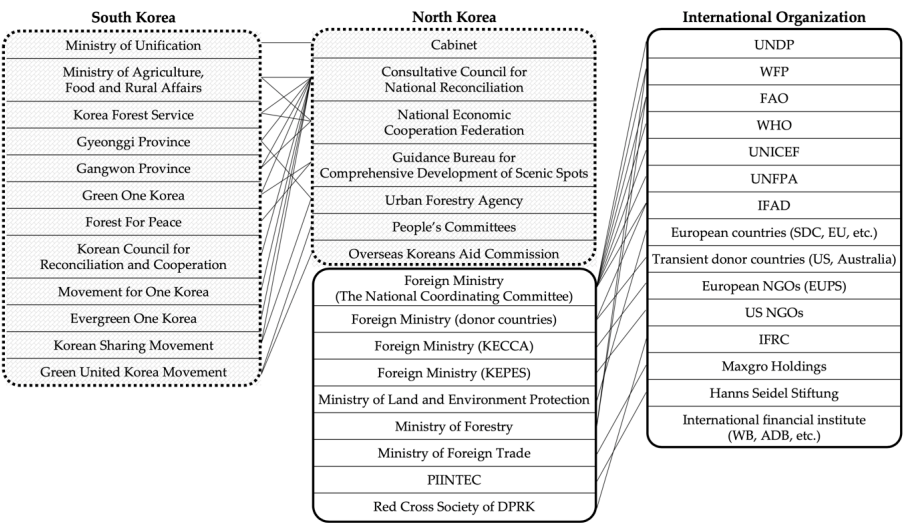 South Korea
Ministry of Unification
Ministry of Agriculture,
Food and Rural Affairs
Korea Forest Service
Gyeonggi Province
Gangwon Province
Green One Korea
Forest For Peace
Korean Council for
Reconciliation and Cooperation
Movement for One Korea
Evergreen One Korea
Korean Sharing Movement
Green United Korea Movement
North Korea
Cabinet
Consultative Council for
National Reconciliation
National Economic
Cooperation Federation
Guidance Bureau for
Comprehensive Development of Scenic Spots
Urban Forestry Agency
People's Committees
Overseas Koreans Aid Commission
Foreign Ministry
(The National Coordinating Committee)
Foreign Ministry (donor countries)
Foreign Ministry (KECCA)
Foreign Ministry (KEPES)
Ministry of Land and Environment Protection
Ministry of Forestry
Ministry of Foreign Trade
PIINTEC
Red Cross Society of DPRK
International Organization
UNDP
WFP
FAO
WHO
UNICEF
UNFPA
IFAD
European countries (SDC, EU, etc.)
Transient donor countries (US, Australia)
European NGOs (EUPS)
US NGOs
IFRC
Maxgro Holdings
Hanns Seidel Stiftung
International financial institute
(WB, ADB, etc.)